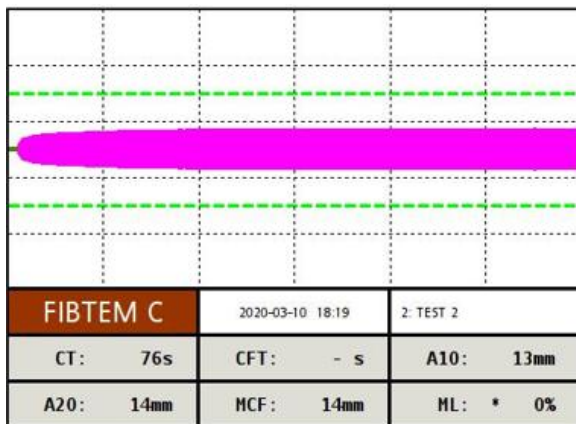 FIBTEM C 2020-03-10 18:19 2: TEST 2
CT: 76s CFT: - s A10: 13mm
A20: 14mm MCF: 14mm ML: * 0%